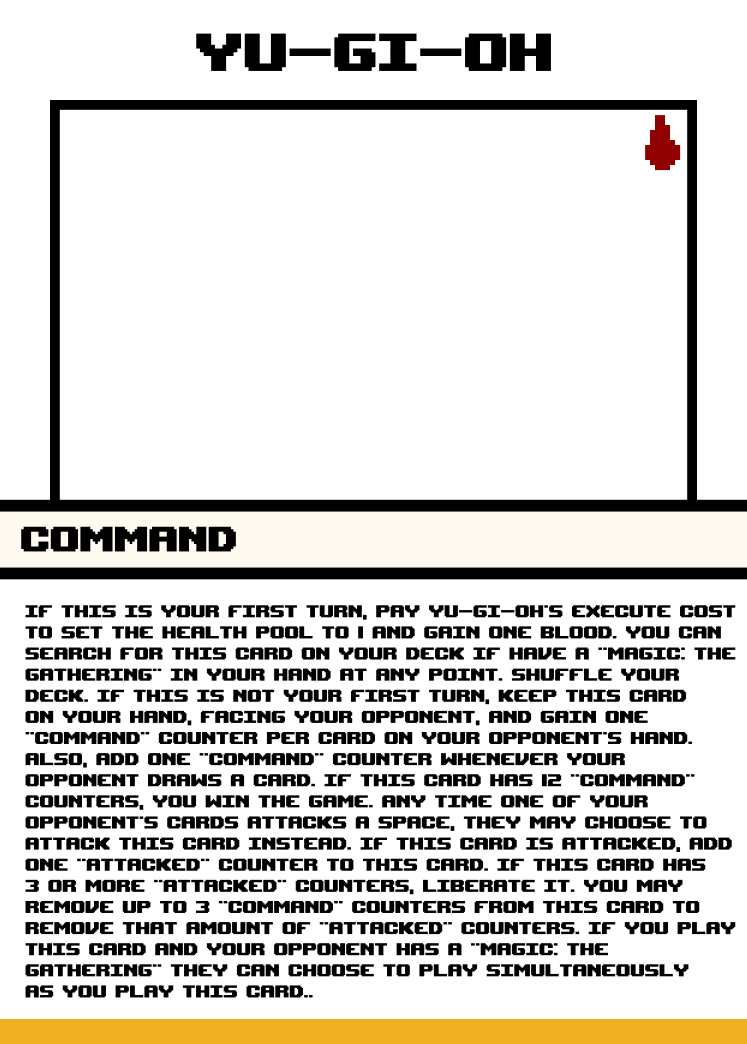 YU-GI-OH
COMMAND
IF THIS IS YOUR FIRST TURN, PAY YU-GI-OH'S EXECUTE COST
TO SET THE HEALTH POOL TO 1 AND GAIN ONE BLOOD. YOU CAN
SEARCH FOR THIS CARD ON YOUR DECK IF HAVE A "MAGIC: THE
GATHERING" IN YOUR HAND AT ANY POINT. SHUFFLE YOUR
DECK. IF THIS IS NOT YOUR FIRST TURN, KEEP THIS CARD
ON YOUR HAND, FACING YOUR OPPONENT, AND GAIN ONE
"COMMAND" COUNTER PER CARD ON YOUR OPPONENT'S HAND.
ALSO, ADD ONE "COMMAND" COUNTER WHENEVER YOUR
OPPONENT DRAWS A CARD. IF THIS CARD HAS 12 "COMMAND"
COUNTERS, YOU WIN THE GAME. ANY TIME ONE OF YOUR
OPPONENT'S CARDS ATTACKS A SPACE, THEY MAY CHOOSE TO
ATTACK THIS CARD INSTEAD. IF THIS CARD IS ATTACKED, ADD
ONE "ATTACKED" COUNTER TO THIS CARD. IF THIS CARD HAS
3 OR MORE "ATTACKED" COUNTERS, LIBERATE IT. YOU MAY
REMOVE UP TO 3 "COMMAND" COUNTERS FROM THIS CARD TO
REMOVE THAT AMOUNT OF "ATTACKED" COUNTERS. IF YOU PLAY
THIS CARD AND YOUR OPPONENT HAS A "MAGIC: THE
GATHERING" THEY CAN CHOOSE TO PLAY SIMULTANEOUSLY
AS YOU PLAY THIS CARD..